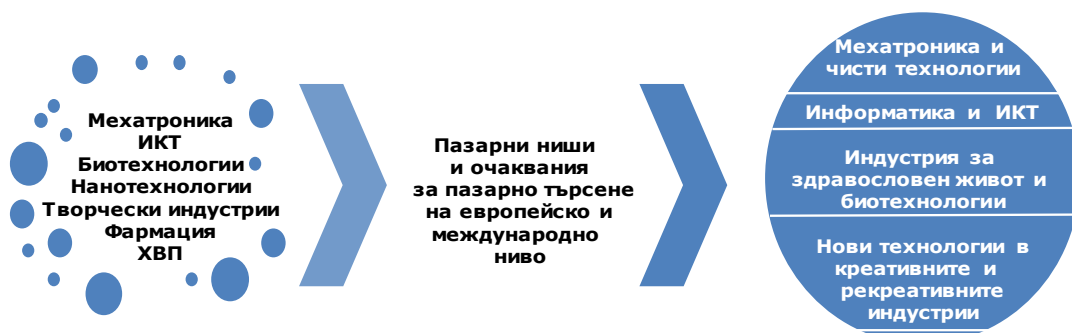 Мехатроника
ИКТ
Биотехнологии
Нанотехнологии
Творчески индустрии
Фармация
ХВП
Пазарни ниши
и очаквания
за пазарно търсене
на европейско и
международно
ниво
Мехатроника и
чисти технологии
Информатика и ИКТ
Индустрия за
здравословен живот и
биотехнологии
Нови технологии в
креативните и
рекреативните
индустрии